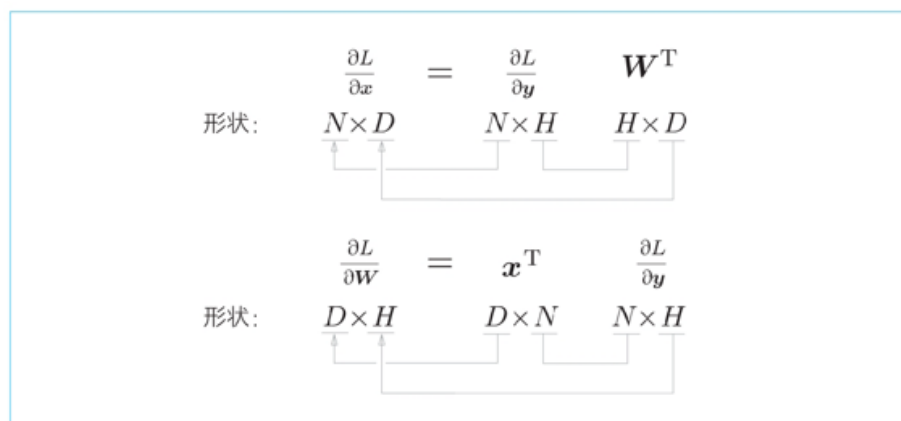 ∂L/∂x = ∂L/∂y W^T
形状： N×D N×H H×D
∂L/∂W = x^T ∂L/∂y
形状： D×H D×N N×H